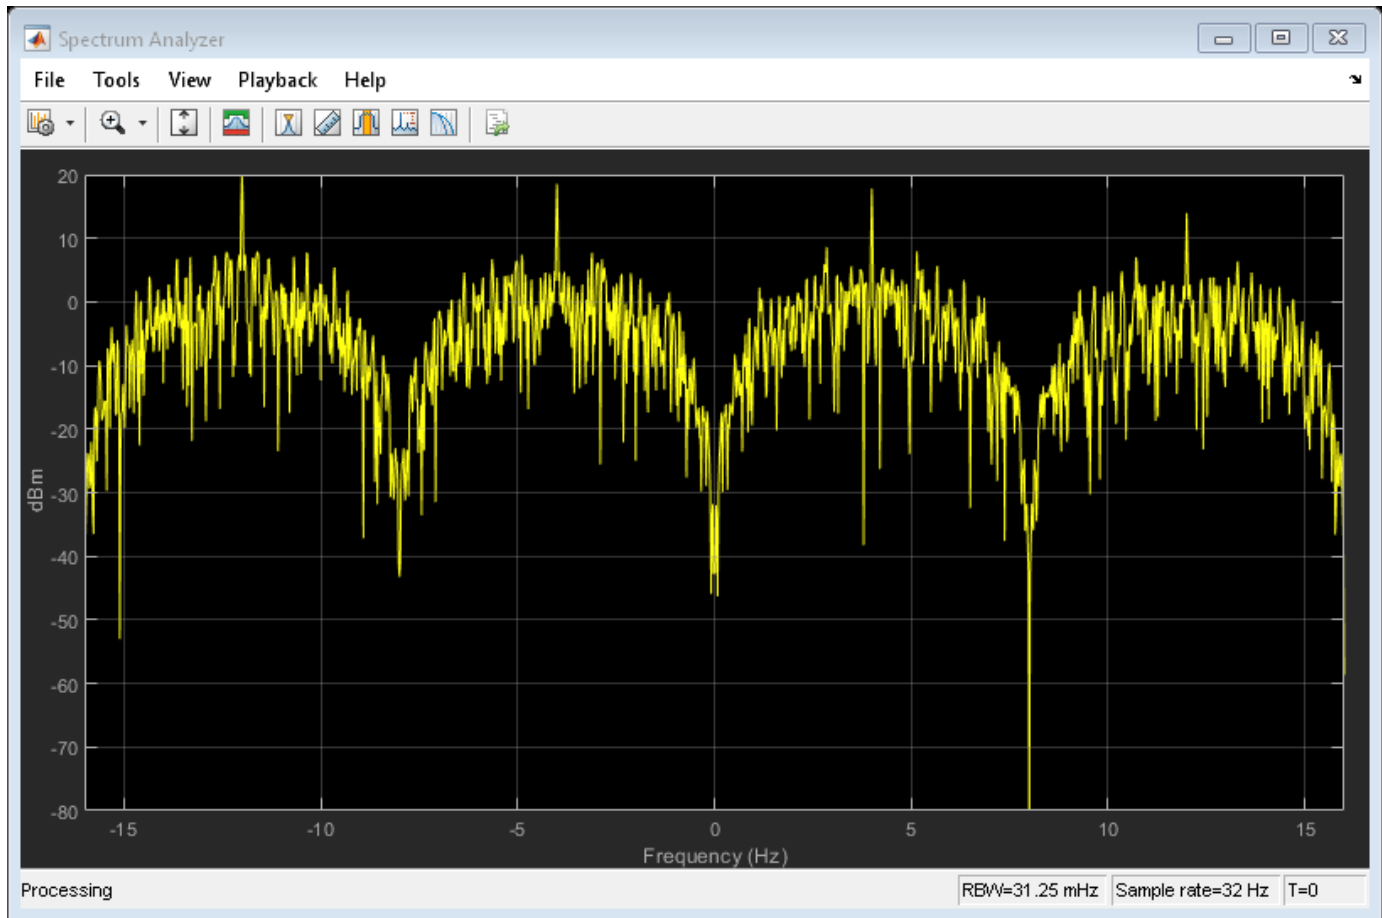 Spectrum Analyzer
File Tools View Playback Help
20
10
0
-10
-20
-30
-40
-50
-60
-70
-80
dBm
-15 -10 -5 0 5 10 15
Frequency (Hz)
Processing RBW=31.25 mHz Sample rate=32 Hz T=0